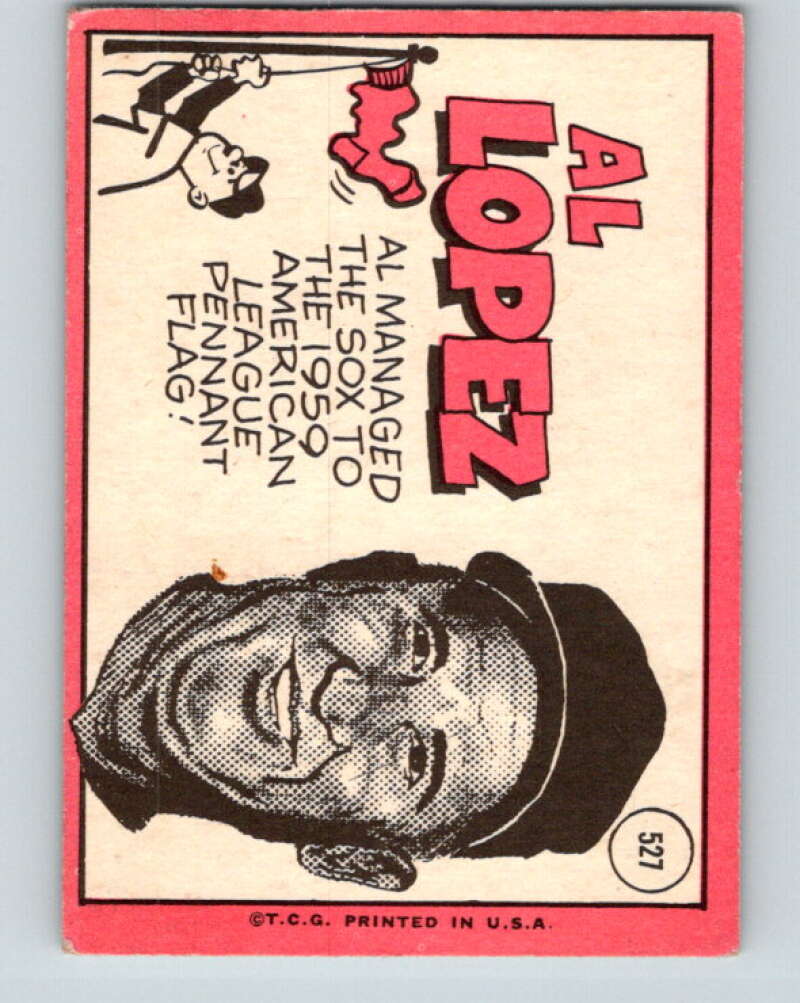 AL
LOPEZ
AL MANAGED
THE SOX TO
THE 1959
AMERICAN
LEAGUE
PENNANT
FLAG!
527
©T.C.G. PRINTED IN U.S.A.